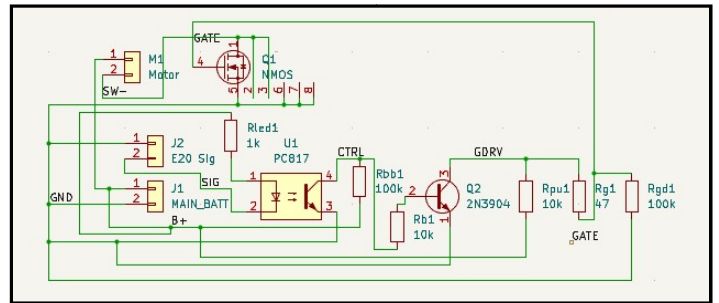 GATE
M1
Motor
1
2
SW-
1
4
Q1
NMOS
5
2
3
6
7
8
J2
E20 Sig
1
2
Rled1
1k
U1
PC817
1
2
4
3
SIG
CTRL
GND
J1
MAIN_BATT
1
2
B+
Rbb1
100k
Rb1
10k
GDRV
3
2
1
Q2
2N3904
Rpu1
10k
Rg1
47
Rgd1
100k
GATE